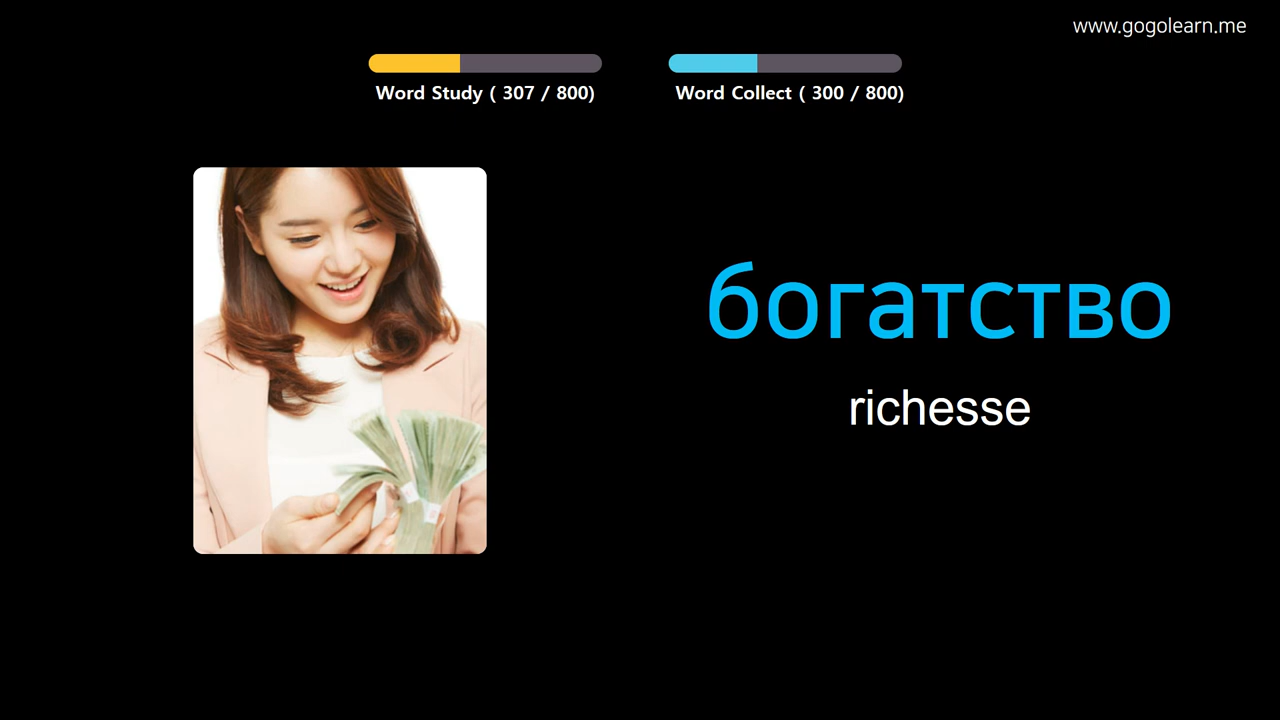 www.gogolearn.me
Word Study ( 307 / 800)
Word Collect ( 300 / 800)
богатство
richesse